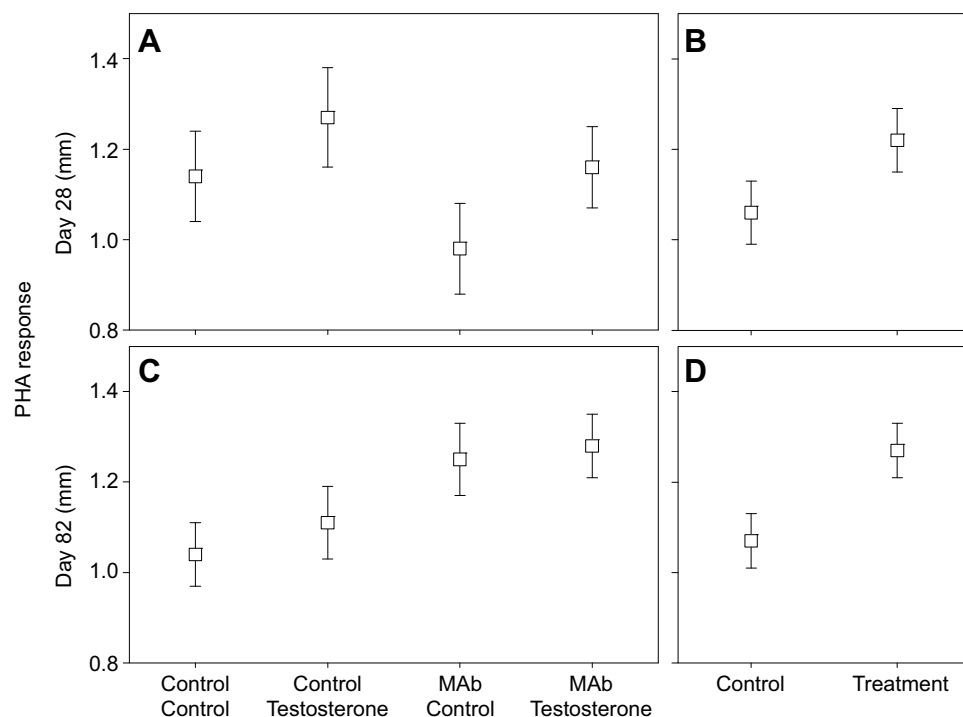 A
B
1.4
1.2
1.0
0.8
Day 28 (mm)
PHA response
C
D
1.4
1.2
1.0
0.8
Day 82 (mm)
Control
Control
Control
Testosterone
MAb
Control
MAb
Testosterone
Control
Treatment